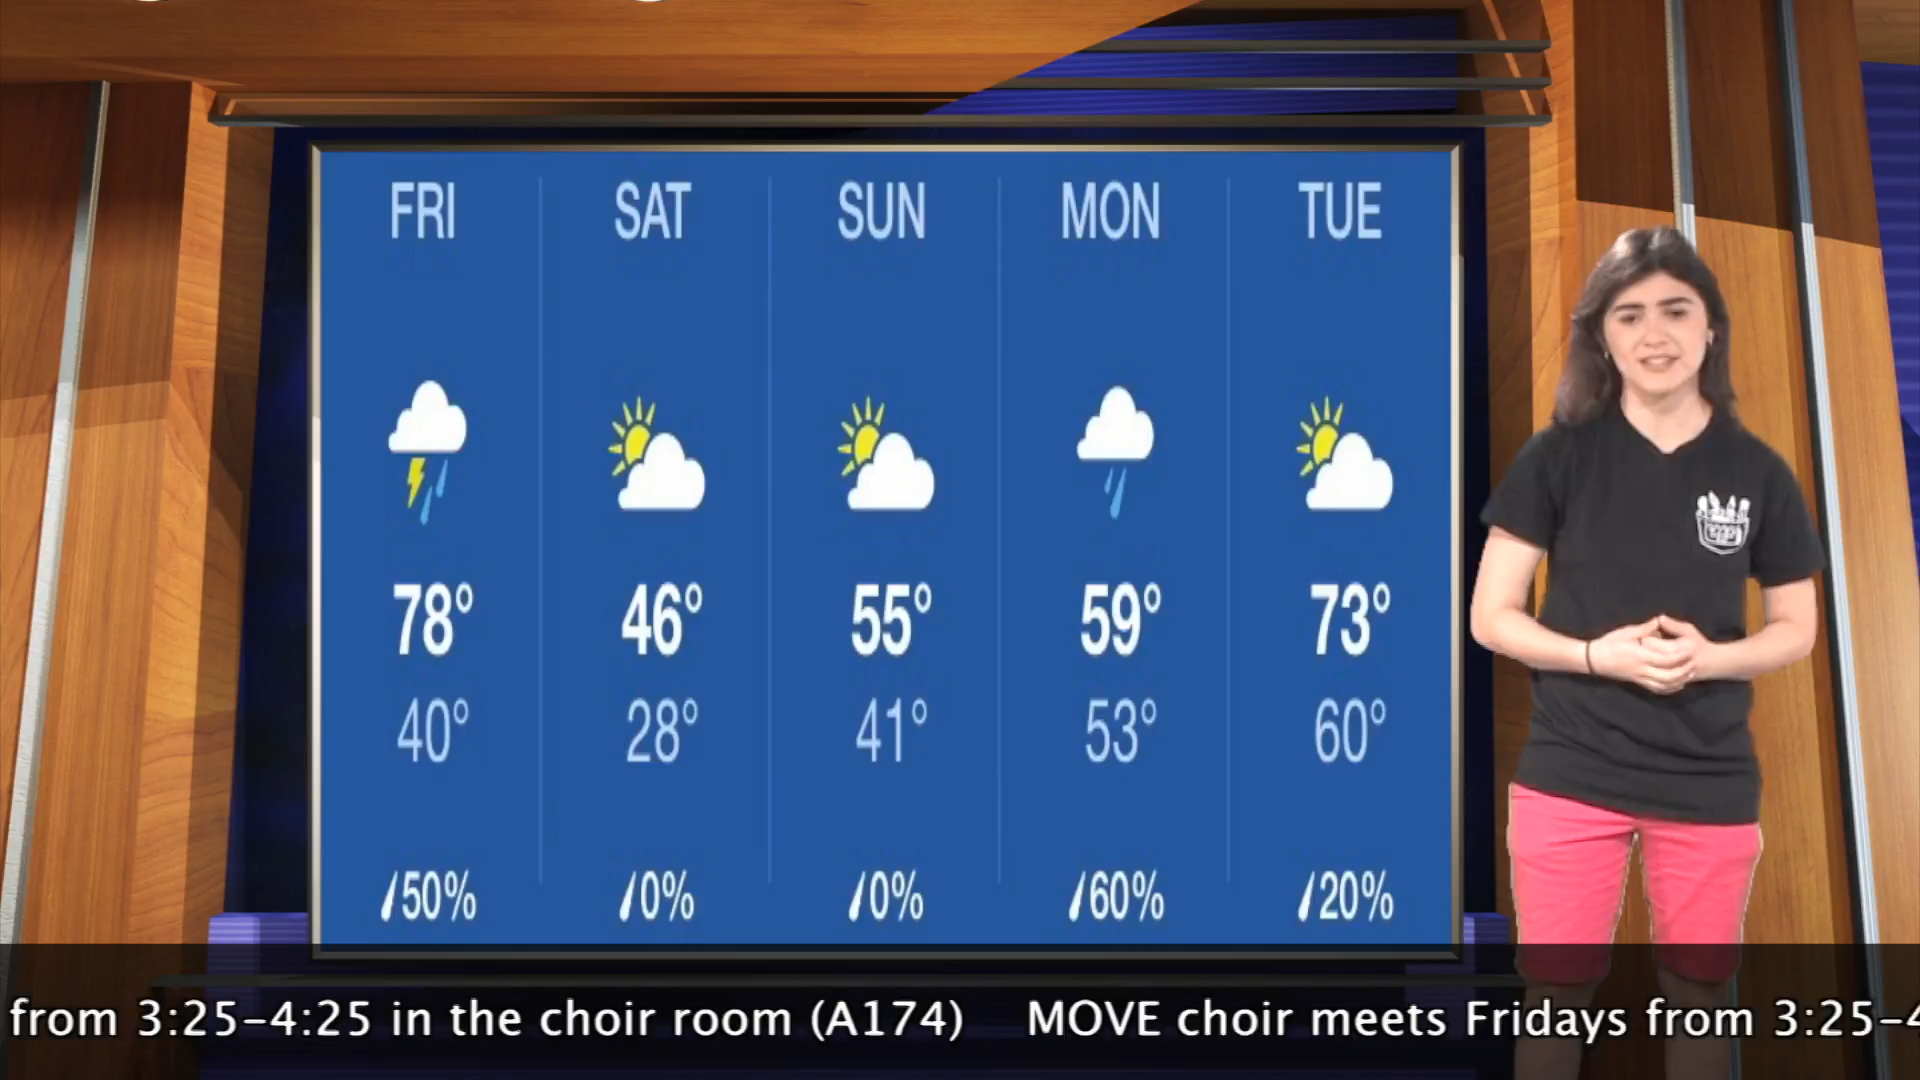 FRI SAT SUN MON TUE
78° 46° 55° 59° 73°
40° 28° 41° 53° 60°
50% 0% 0% 60% 20%
from 3:25-4:25 in the choir room (A174) MOVE choir meets Fridays from 3:25-4